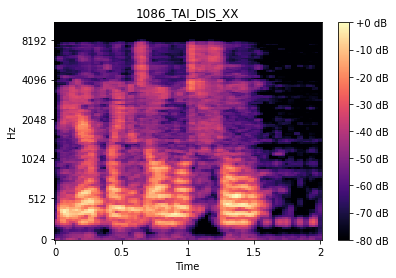 1086_TAI_DIS_XX
8192
4096
2048
1024
512
0
Hz
0
0.5
1
1.5
2
Time
+0 dB
-10 dB
-20 dB
-30 dB
-40 dB
-50 dB
-60 dB
-70 dB
-80 dB